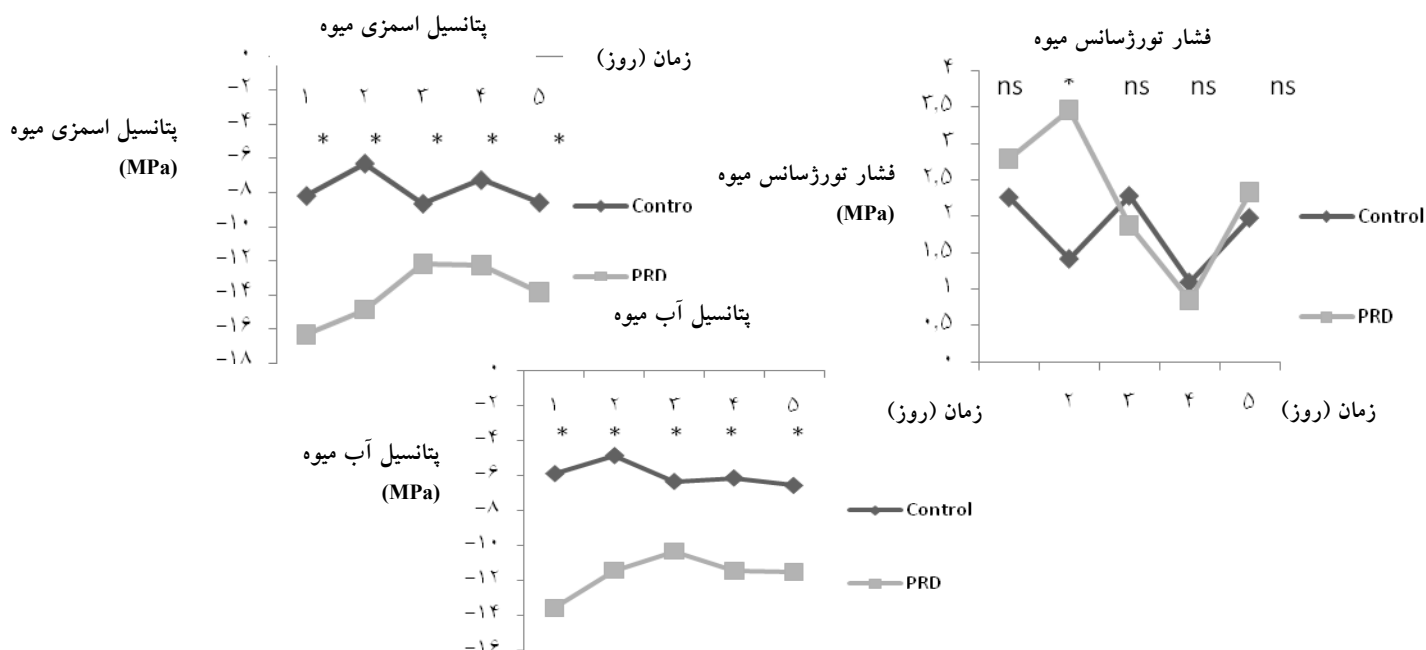 پتانسیل اسمزی میوه
زمان (روز)
۰
−۲
−۴
−۶
−۸
−۱۰
−۱۲
−۱۴
−۱۶
−۱۸
۱ ۲ ۳ ۴ ۵
* * * * *
پتانسیل اسمزی میوه
(MPa)
Contro
PRD
فشار تورژسانس میوه
۴
۳,۵
۳
۲,۵
۲
۱,۵
۱
۰,۵
۰
ns * ns ns ns
فشار تورژسانس میوه
(MPa)
Control
PRD
۲ ۳ ۴ ۵
زمان (روز)
پتانسیل آب میوه
۰
−۲
−۴
−۶
−۸
−۱۰
−۱۲
−۱۴
−۱۶
۱ ۲ ۳ ۴ ۵
* * * * *
زمان (روز)
پتانسیل آب میوه
(MPa)
Control
PRD